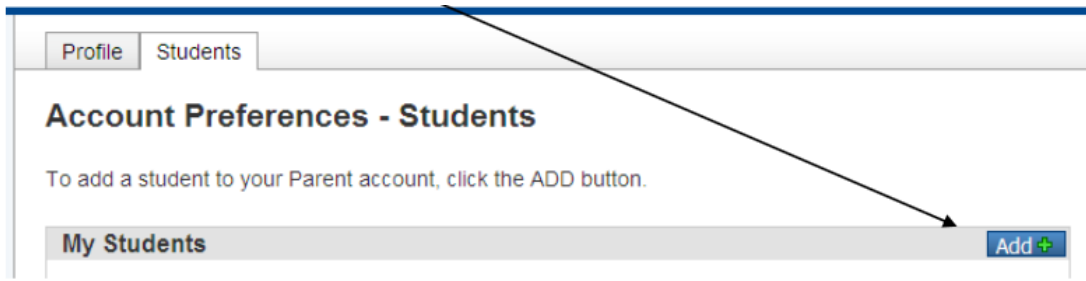 Profile Students
Account Preferences - Students
To add a student to your Parent account, click the ADD button.
My Students Add